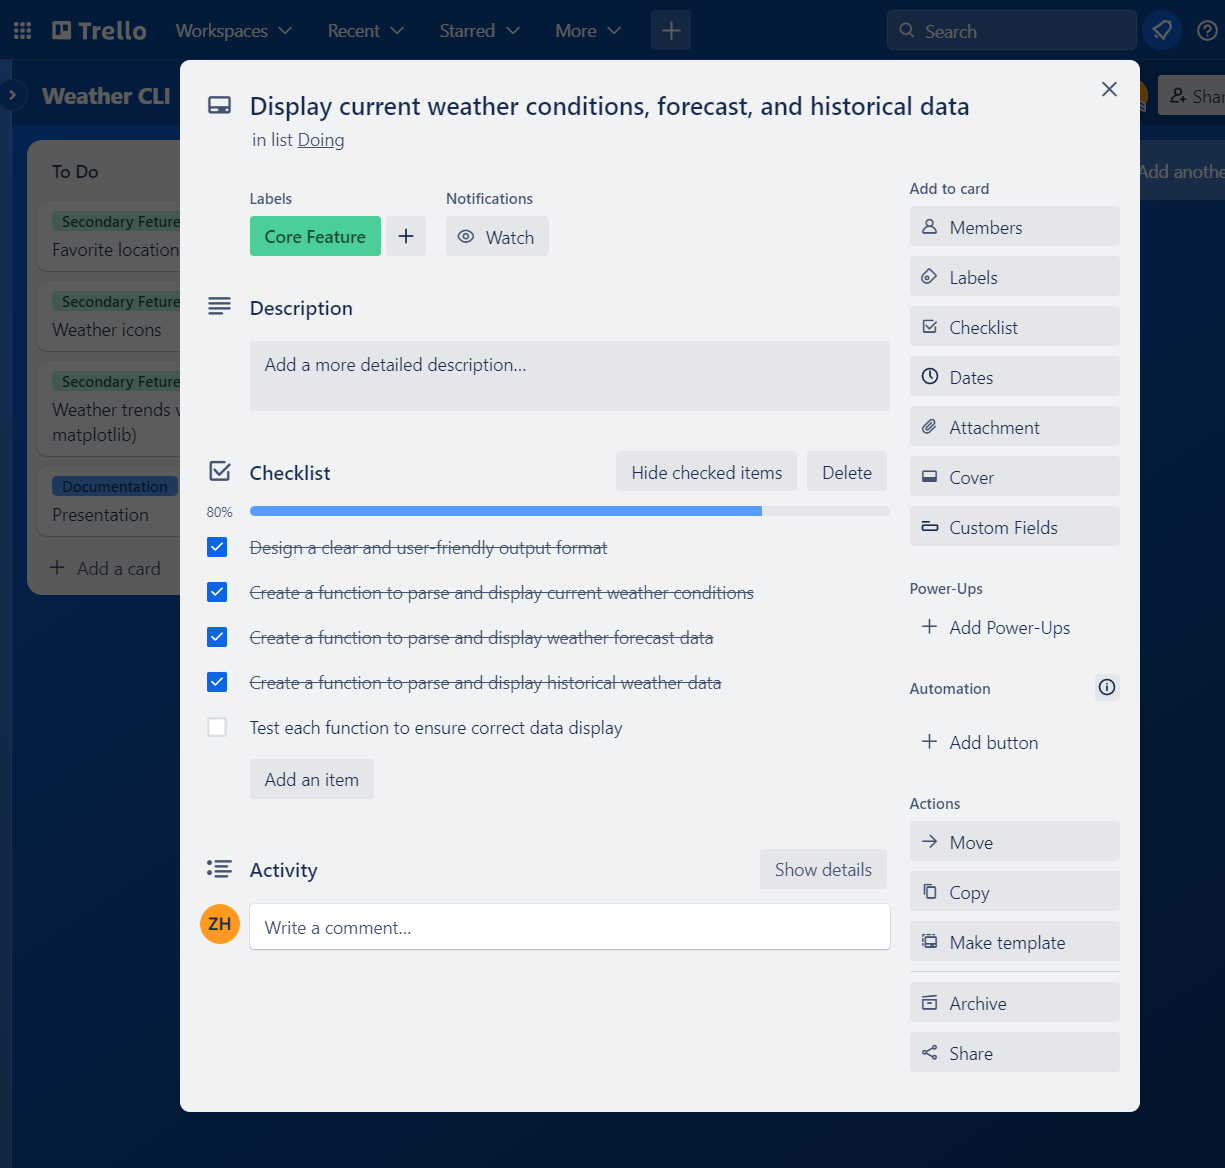 Trello
Workspaces
Recent
Starred
More
Search
Weather CLI
To Do
Secondary Feture
Favorite location
Secondary Feture
Weather icons
Secondary Feture
Weather trends
matplotlib)
Documentation
Presentation
Add a card
Display current weather conditions, forecast, and historical data
in list Doing
Labels
Core Feature
Notifications
Watch
Description
Add a more detailed description...
Checklist
Hide checked items
Delete
80%
Design a clear and user-friendly output format
Create a function to parse and display current weather conditions
Create a function to parse and display weather forecast data
Create a function to parse and display historical weather data
Test each function to ensure correct data display
Add an item
Activity
Show details
ZH
Write a comment...
Add to card
Members
Labels
Checklist
Dates
Attachment
Cover
Custom Fields
Power-Ups
Add Power-Ups
Automation
Add button
Actions
Move
Copy
Make template
Archive
Share
Add